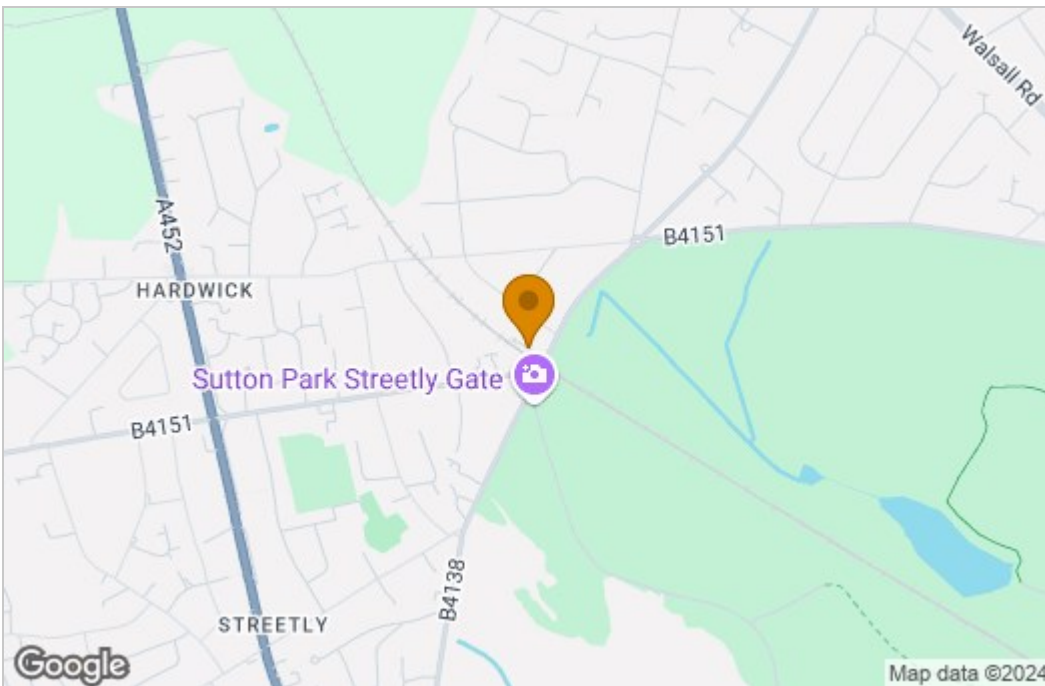 Walsall Rd
A452
B4151
HARDWICK
Sutton Park Streetly Gate
B4151
B4138
STREETLY
Google
Map data ©2024